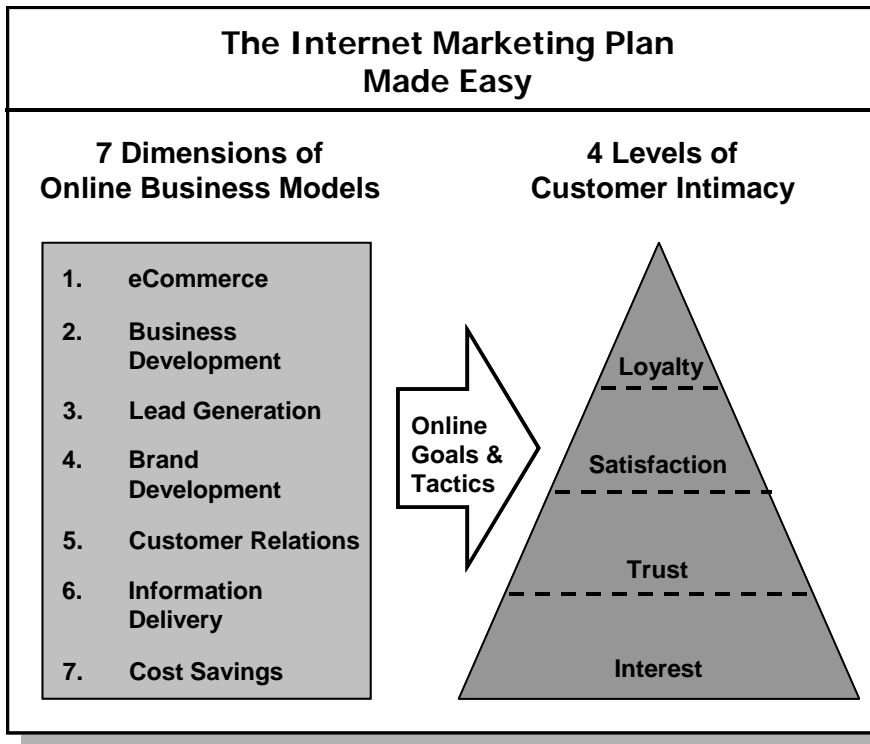 The Internet Marketing Plan
Made Easy
7 Dimensions of
Online Business Models
1. eCommerce
2. Business
Development
3. Lead Generation
4. Brand
Development
5. Customer Relations
6. Information
Delivery
7. Cost Savings
Online
Goals &
Tactics
4 Levels of
Customer Intimacy
Loyalty
Satisfaction
Trust
Interest